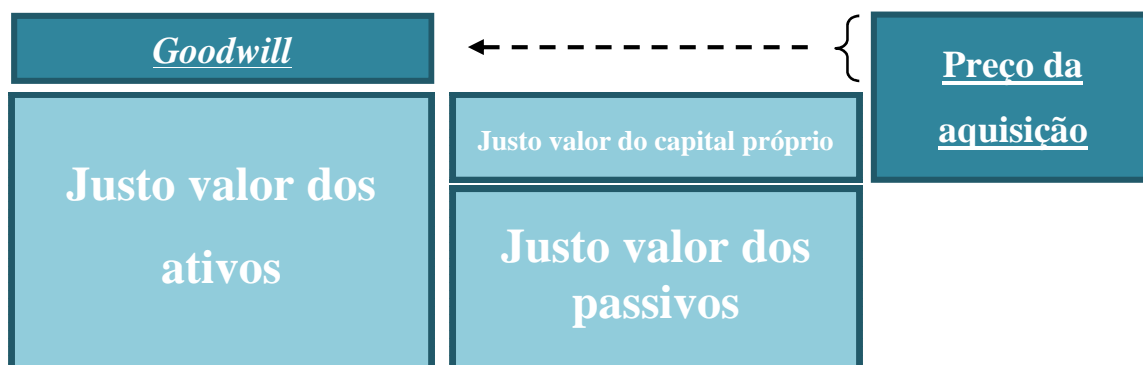 Goodwill
Preço da
aquisição
Justo valor do capital próprio
Justo valor dos
ativos
Justo valor dos
passivos